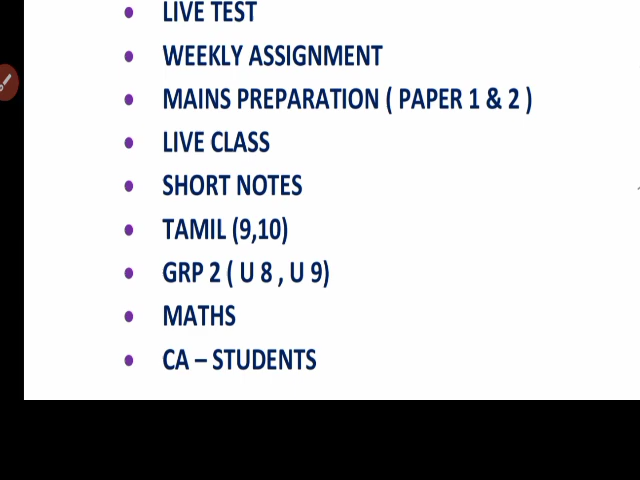 • LIVE TEST
• WEEKLY ASSIGNMENT
• MAINS PREPARATION ( PAPER 1 & 2 )
• LIVE CLASS
• SHORT NOTES
• TAMIL (9,10)
• GRP 2 ( U 8 , U 9)
• MATHS
• CA – STUDENTS